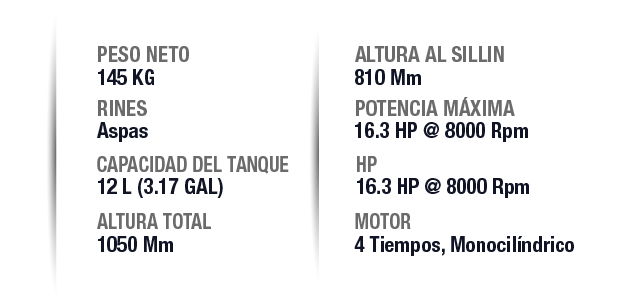 PESO NETO
145 KG
RINES
Aspas
CAPACIDAD DEL TANQUE
12 L (3.17 GAL)
ALTURA TOTAL
1050 Mm
ALTURA AL SILLIN
810 Mm
POTENCIA MÁXIMA
16.3 HP @ 8000 Rpm
HP
16.3 HP @ 8000 Rpm
MOTOR
4 Tiempos, Monocilíndrico